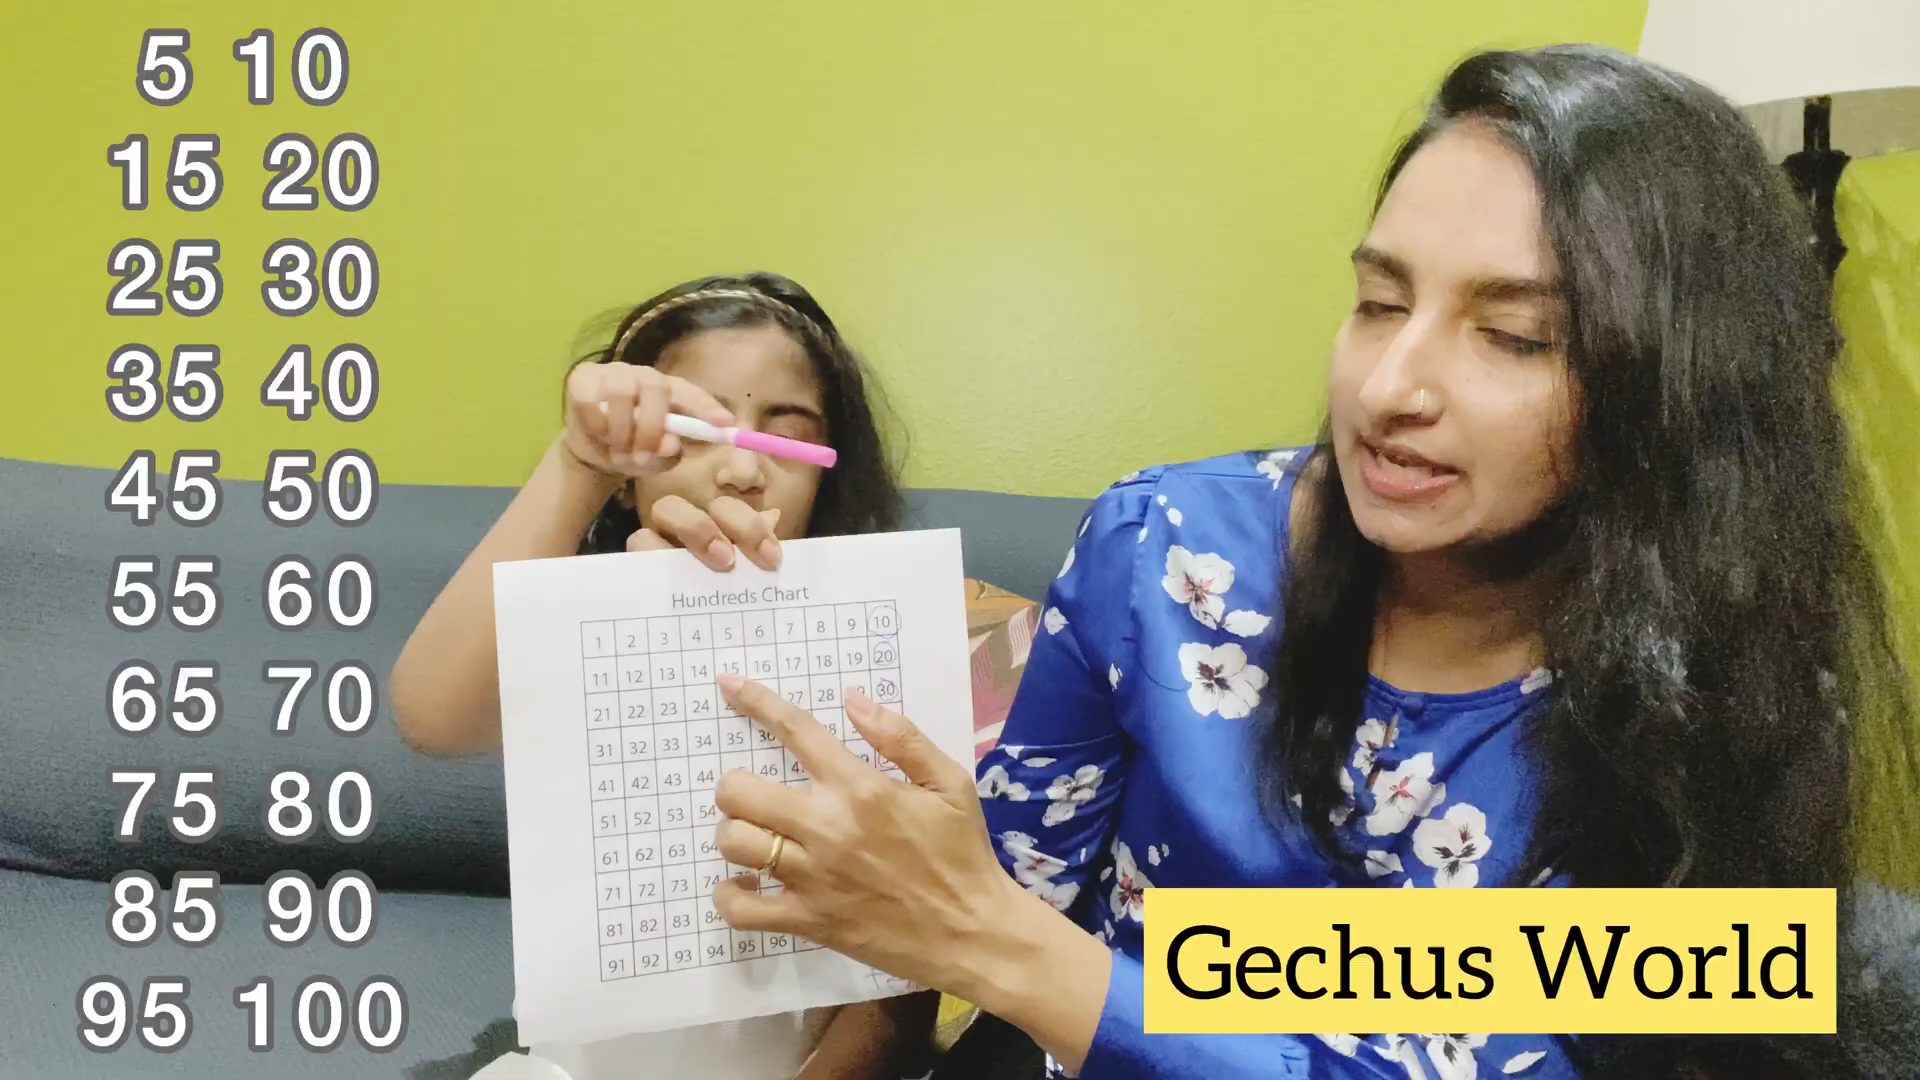 5 10
15 20
25 30
35 40
45 50
55 60
65 70
75 80
85 90
95 100
Hundreds Chart
1 2 3 4 5 6 7 8 9 10
11 12 13 14 15 16 17 18 19 20
21 22 23 24 27 28 30
31 32 33 34 35 36
41 42 43 44 46
51 52 53 54
61 62 63 64
71 72 73 74
81 82 83 84
91 92 93 94 95 96
Gechus World